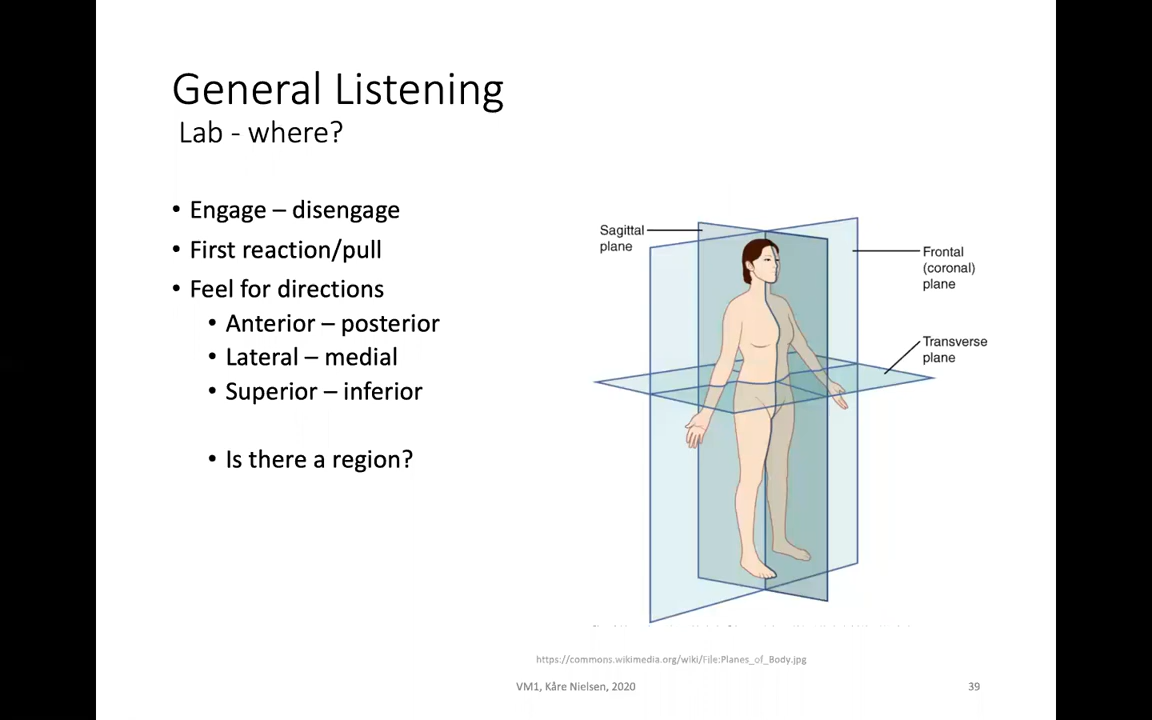 General Listening
Lab - where?
• Engage – disengage
• First reaction/pull
• Feel for directions
• Anterior – posterior
• Lateral – medial
• Superior – inferior
• Is there a region?
Sagittal
plane
Frontal
(coronal)
plane
Transverse
plane
https://commons.wikimedia.org/wiki/File:Planes_of_Body.jpg
VM1, Kåre Nielsen, 2020
39